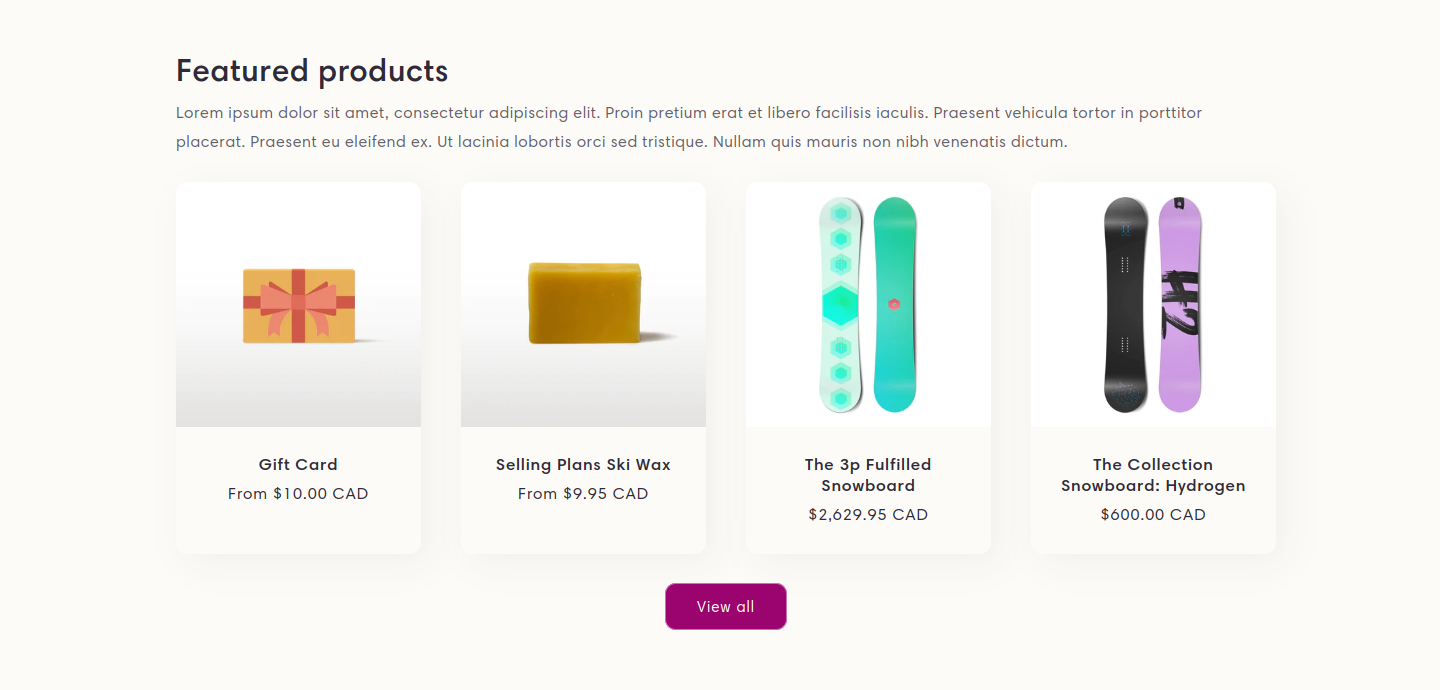 Featured products
Lorem ipsum dolor sit amet, consectetur adipiscing elit. Proin pretium erat et libero facilisis iaculis. Praesent vehicula tortor in porttitor
placerat. Praesent eu eleifend ex. Ut lacinia lobortis orci sed tristique. Nullam quis mauris non nibh venenatis dictum.
Gift Card
From $10.00 CAD
Selling Plans Ski Wax
From $9.95 CAD
The 3p Fulfilled
Snowboard
$2,629.95 CAD
The Collection
Snowboard: Hydrogen
$600.00 CAD
View all